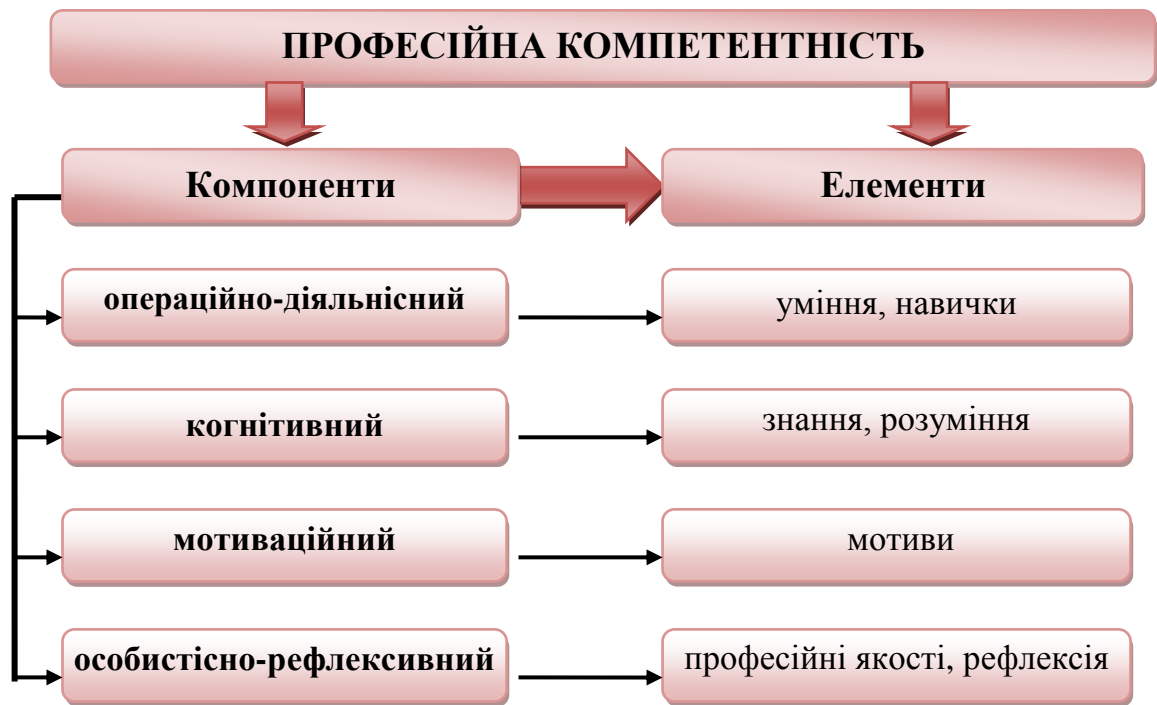 ПРОФЕСІЙНА КОМПЕТЕНТНІСТЬ
Компоненти
Елементи
операційно-діяльнісний
уміння, навички
когнітивний
знання, розуміння
мотиваційний
мотиви
особистісно-рефлексивний
професійні якості, рефлексія